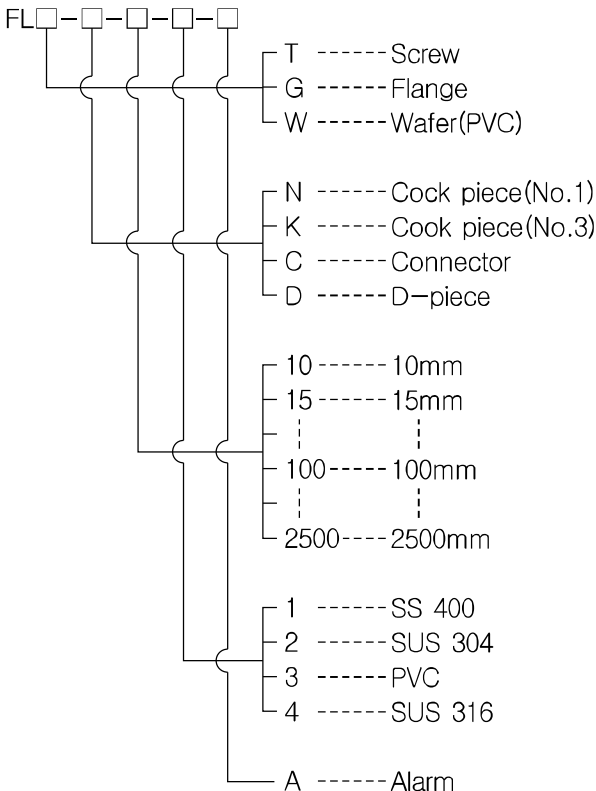 FL□-□-□-□-□
T ------ Screw
G ------ Flange
W ------ Wafer(PVC)
N ------ Cock piece(No.1)
K ------ Cook piece(No.3)
C ------ Connector
D ------ D-piece
10 ------ 10mm
15 ------ 15mm
100 ----- 100mm
2500 ---- 2500mm
1 ------ SS 400
2 ------ SUS 304
3 ------ PVC
4 ------ SUS 316
A ------ Alarm